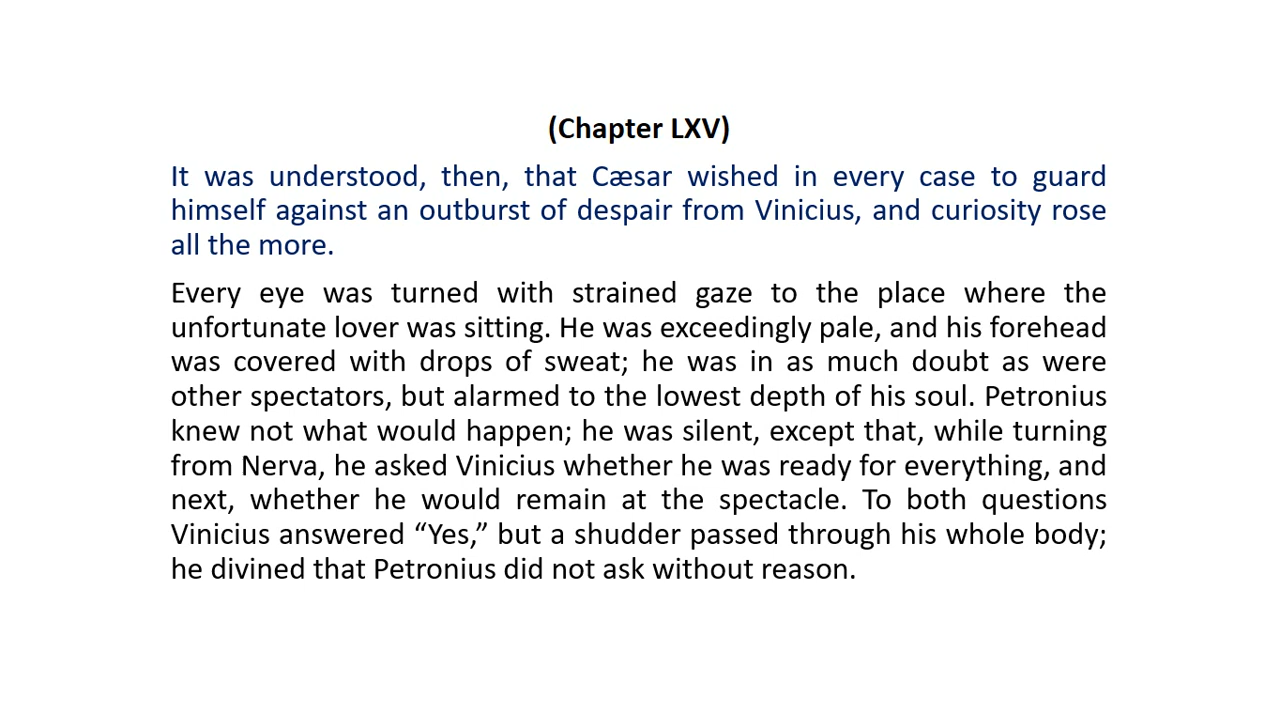 (Chapter LXV)
It was understood, then, that Cæsar wished in every case to guard
himself against an outburst of despair from Vinicius, and curiosity rose
all the more.
Every eye was turned with strained gaze to the place where the
unfortunate lover was sitting. He was exceedingly pale, and his forehead
was covered with drops of sweat; he was in as much doubt as were
other spectators, but alarmed to the lowest depth of his soul. Petronius
knew not what would happen; he was silent, except that, while turning
from Nerva, he asked Vinicius whether he was ready for everything, and
next, whether he would remain at the spectacle. To both questions
Vinicius answered “Yes,” but a shudder passed through his whole body;
he divined that Petronius did not ask without reason.